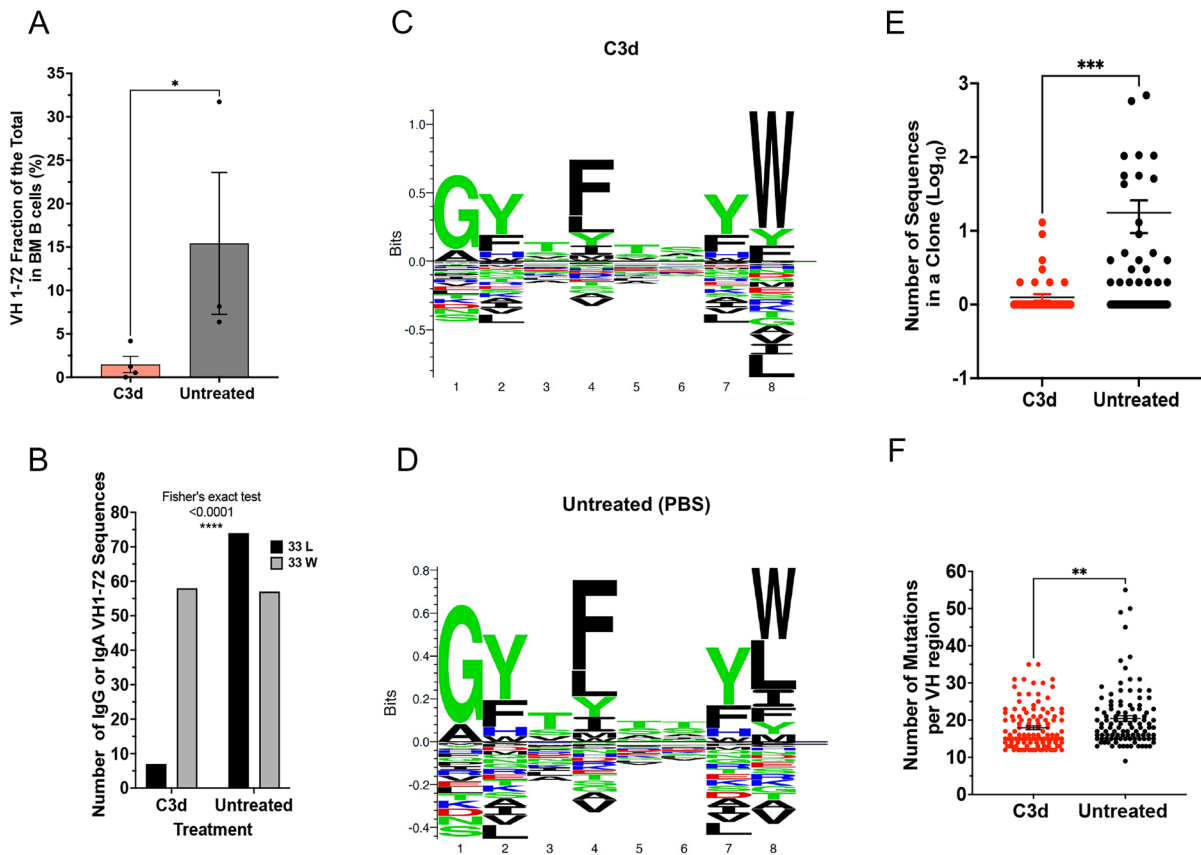 A
VH 1-72 Fraction of the Total
in BM B cells (%)
35
30
25
20
15
10
5
0
*
C3d
Untreated
B
Number of IgG or IgA VH1-72 Sequences
Fisher's exact test
<0.0001
****
80
70
60
50
40
30
20
10
0
33 L
33 W
C3d
Untreated
Treatment
C
C3d
Bits
1.0
0.5
0.0
-0.5
G Y F Y W
1 2 3 4 5 6 7 8
D
Untreated (PBS)
Bits
0.8
0.6
0.4
0.2
0.0
-0.2
-0.4
G Y F Y W
1 2 3 4 5 6 7 8
E
Number of Sequences
in a Clone (Log10)
***
3
2
1
0
-1
C3d
Untreated
F
Number of Mutations
per VH region
**
60
50
40
30
20
10
0
C3d
Untreated